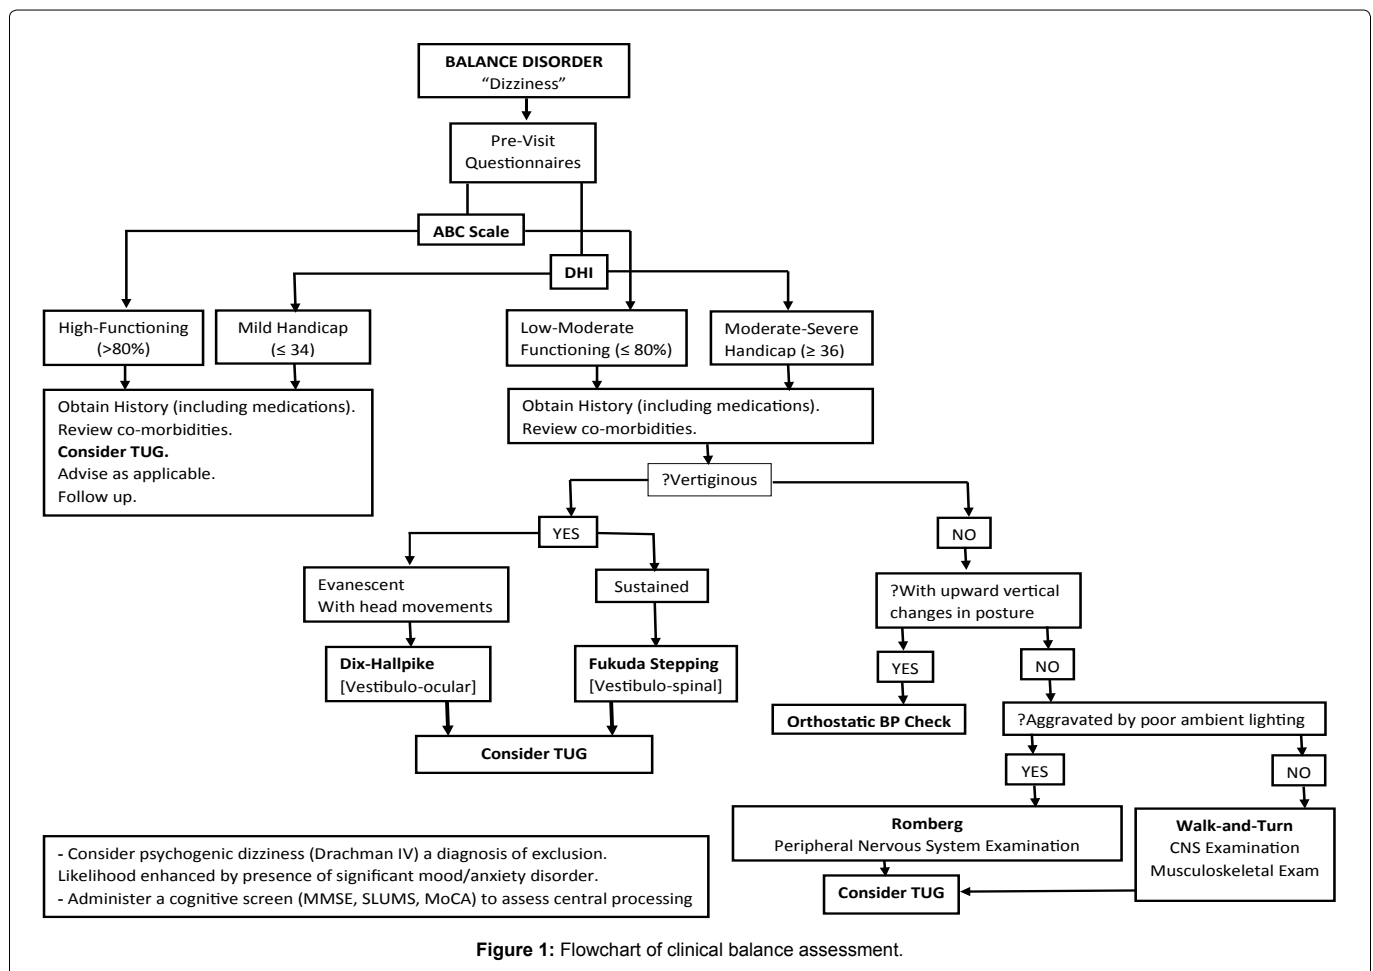 BALANCE DISORDER
“Dizziness”
Pre-Visit
Questionnaires
ABC Scale
DHI
High-Functioning
(>80%)
Mild Handicap
(≤ 34)
Low-Moderate
Functioning (≤ 80%)
Moderate-Severe
Handicap (≥ 36)
Obtain History (including medications).
Review co-morbidities.
Consider TUG.
Advise as applicable.
Follow up.
Obtain History (including medications).
Review co-morbidities.
?Vertiginous
YES
NO
Evanescent
With head movements
Sustained
?With upward vertical
changes in posture
Dix-Hallpike
[Vestibulo-ocular]
Fukuda Stepping
[Vestibulo-spinal]
YES
NO
Consider TUG
Orthostatic BP Check
?Aggravated by poor ambient lighting
YES
NO
Romberg
Peripheral Nervous System Examination
Walk-and-Turn
CNS Examination
Musculoskeletal Exam
Consider TUG
- Consider psychogenic dizziness (Drachman IV) a diagnosis of exclusion.
Likelihood enhanced by presence of significant mood/anxiety disorder.
- Administer a cognitive screen (MMSE, SLUMS, MoCA) to assess central processing
Figure 1: Flowchart of clinical balance assessment.